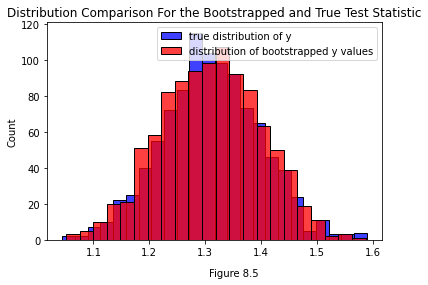 Distribution Comparison For the Bootstrapped and True Test Statistic
true distribution of y
distribution of bootstrapped y values
Count
120
100
80
60
40
20
0
1.1 1.2 1.3 1.4 1.5 1.6
Figure 8.5